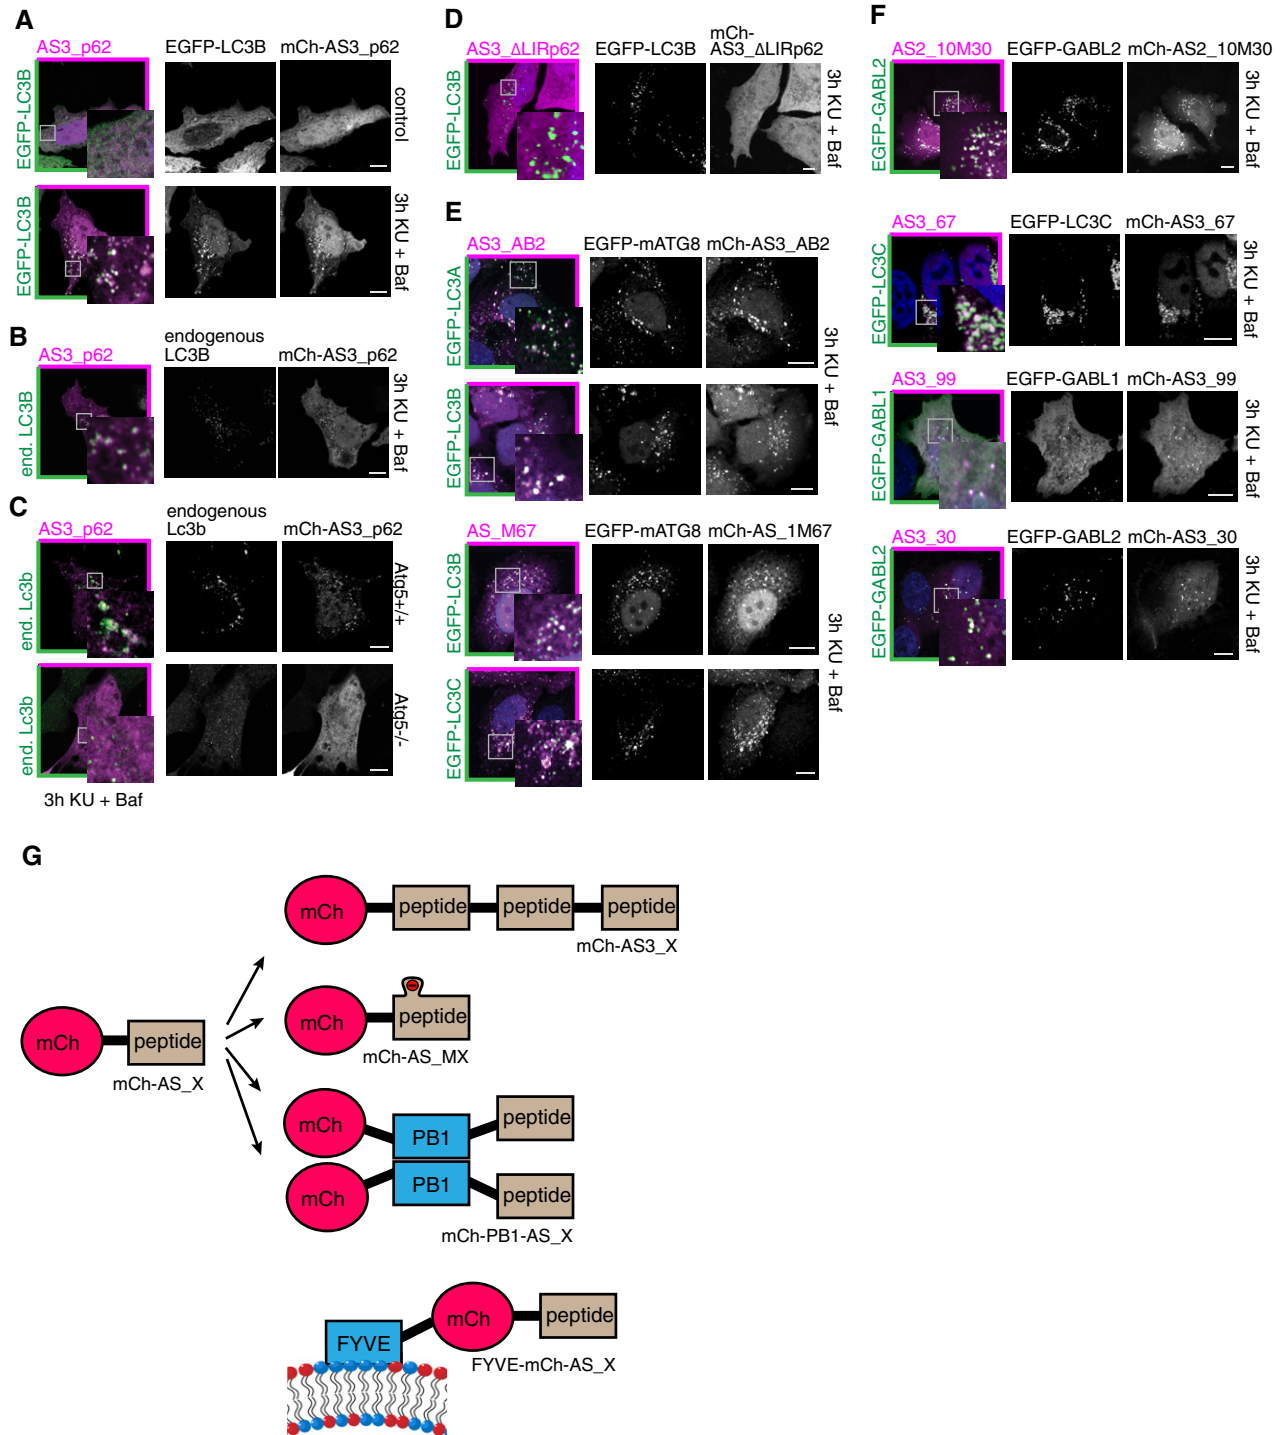 A
AS3_p62
EGFP-LC3B
mCh-AS3_p62
EGFP-LC3B
control
EGFP-LC3B
3h KU + Baf
B
AS3_p62
endogenous
LC3B
mCh-AS3_p62
end. LC3B
3h KU + Baf
C
AS3_p62
endogenous
Lc3b
mCh-AS3_p62
end. Lc3b
Atg5+/+
end. Lc3b
Atg5-/-
3h KU + Baf
D
AS3_ΔLIRp62
EGFP-LC3B
mCh-
AS3_ΔLIRp62
EGFP-LC3B
3h KU + Baf
E
AS3_AB2
EGFP-mATG8
mCh-AS3_AB2
EGFP-LC3A
EGFP-LC3B
3h KU + Baf
AS_M67
EGFP-mATG8
mCh-AS_1M67
EGFP-LC3B
EGFP-LC3C
3h KU + Baf
F
AS2_10M30
EGFP-GABL2
mCh-AS2_10M30
EGFP-GABL2
3h KU + Baf
AS3_67
EGFP-LC3C
mCh-AS3_67
EGFP-LC3C
3h KU + Baf
AS3_99
EGFP-GABL1
mCh-AS3_99
EGFP-GABL1
3h KU + Baf
AS3_30
EGFP-GABL2
mCh-AS3_30
EGFP-GABL2
3h KU + Baf
G
mCh
peptide
mCh-AS_X
mCh
peptide
peptide
peptide
mCh-AS3_X
mCh
peptide
mCh-AS_MX
mCh
PB1
peptide
mCh
PB1
peptide
mCh-PB1-AS_X
FYVE
mCh
peptide
FYVE-mCh-AS_X